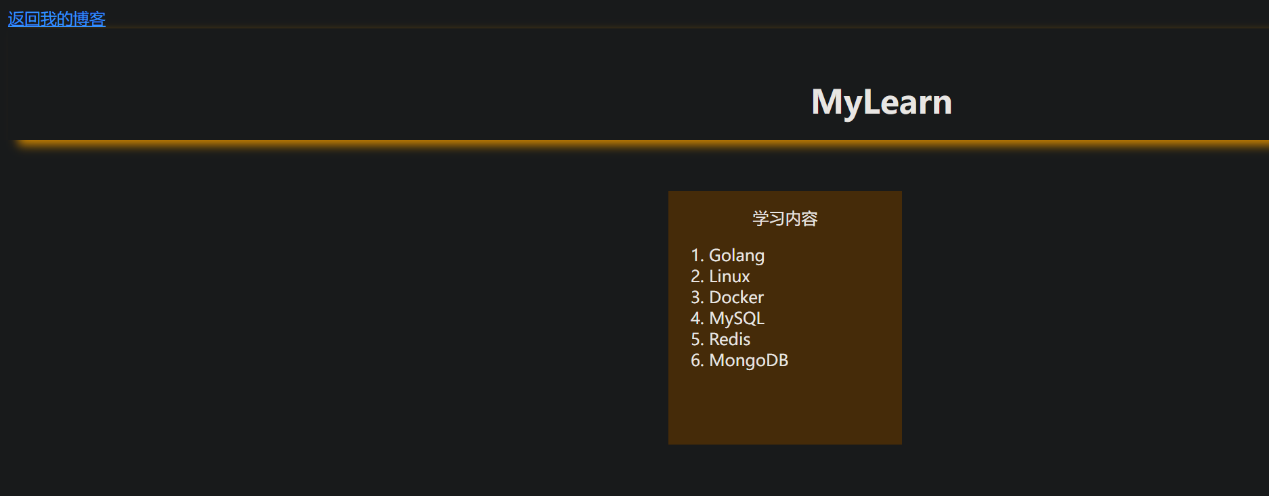 返回我的博客
MyLearn
学习内容
1. Golang
2. Linux
3. Docker
4. MySQL
5. Redis
6. MongoDB